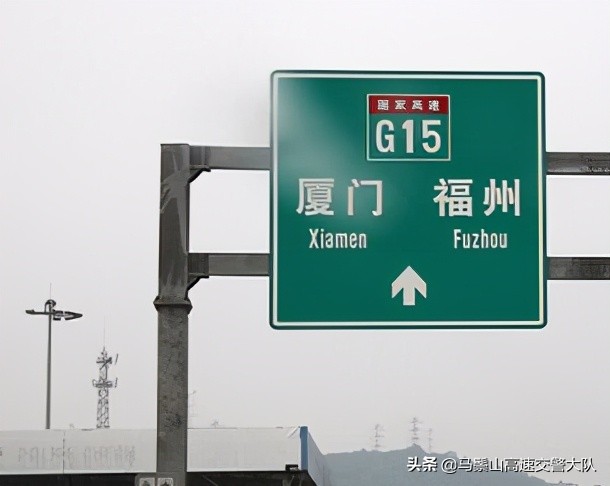 国家高速
G15
厦门 福州
Xiamen Fuzhou
头条 @马鬃山高速交警大队